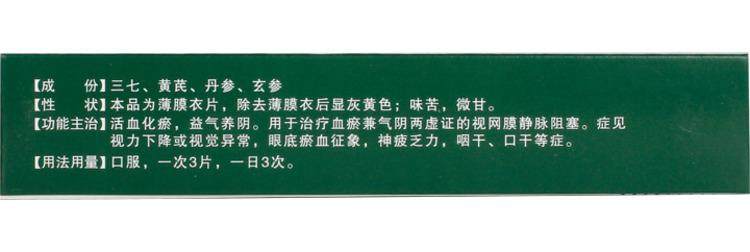 【成　份】三七、黄芪、丹参、玄参
【性　状】本品为薄膜衣片，除去薄膜衣后显灰黄色；味苦，微甘。
【功能主治】活血化瘀，益气养阴。用于治疗血瘀兼气阴两虚证的视网膜静脉阻塞。症见
视力下降或视觉异常，眼底瘀血征象，神疲乏力，咽干、口干等症。
【用法用量】口服，一次3片，一日3次。